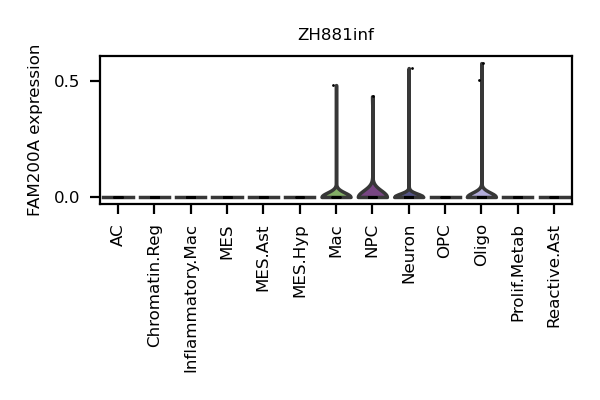 ZH881inf
FAM200A expression
0.5
0.0
AC
Chromatin.Reg
Inflammatory.Mac
MES
MES.Ast
MES.Hyp
Mac
NPC
Neuron
OPC
Oligo
Prolif.Metab
Reactive.Ast